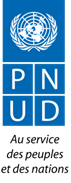 P N
U D
Au service
des peuples
et des nations